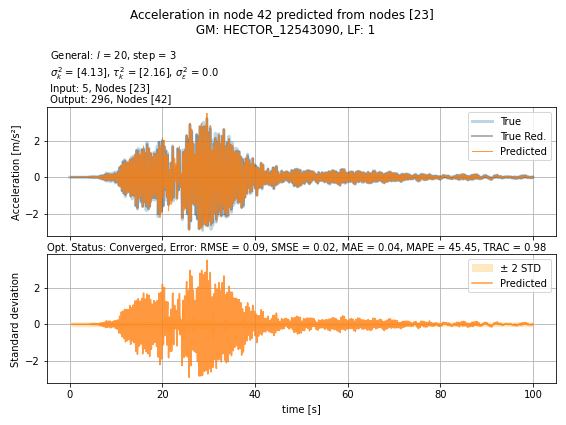 Acceleration in node 42 predicted from nodes [23]
GM: HECTOR_12543090, LF: 1
General: l = 20, step = 3
σ²ₖ = [4.13], τ²ₖ = [2.16], σ²ε = 0.0
Input: 5, Nodes [23]
Output: 296, Nodes [42]
Acceleration [m/s²]
2
0
−2
True
True Red.
Predicted
Opt. Status: Converged, Error: RMSE = 0.09, SMSE = 0.02, MAE = 0.04, MAPE = 45.45, TRAC = 0.98
Standard deviation
2
0
−2
± 2 STD
Predicted
0 20 40 60 80 100
time [s]